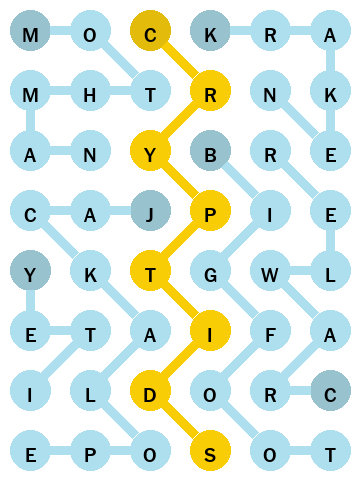 M O C K R A
M H T R N K
A N Y B R E
C A J P I E
Y K T G W L
E T A I F A
I L D O R C
E P O S O T